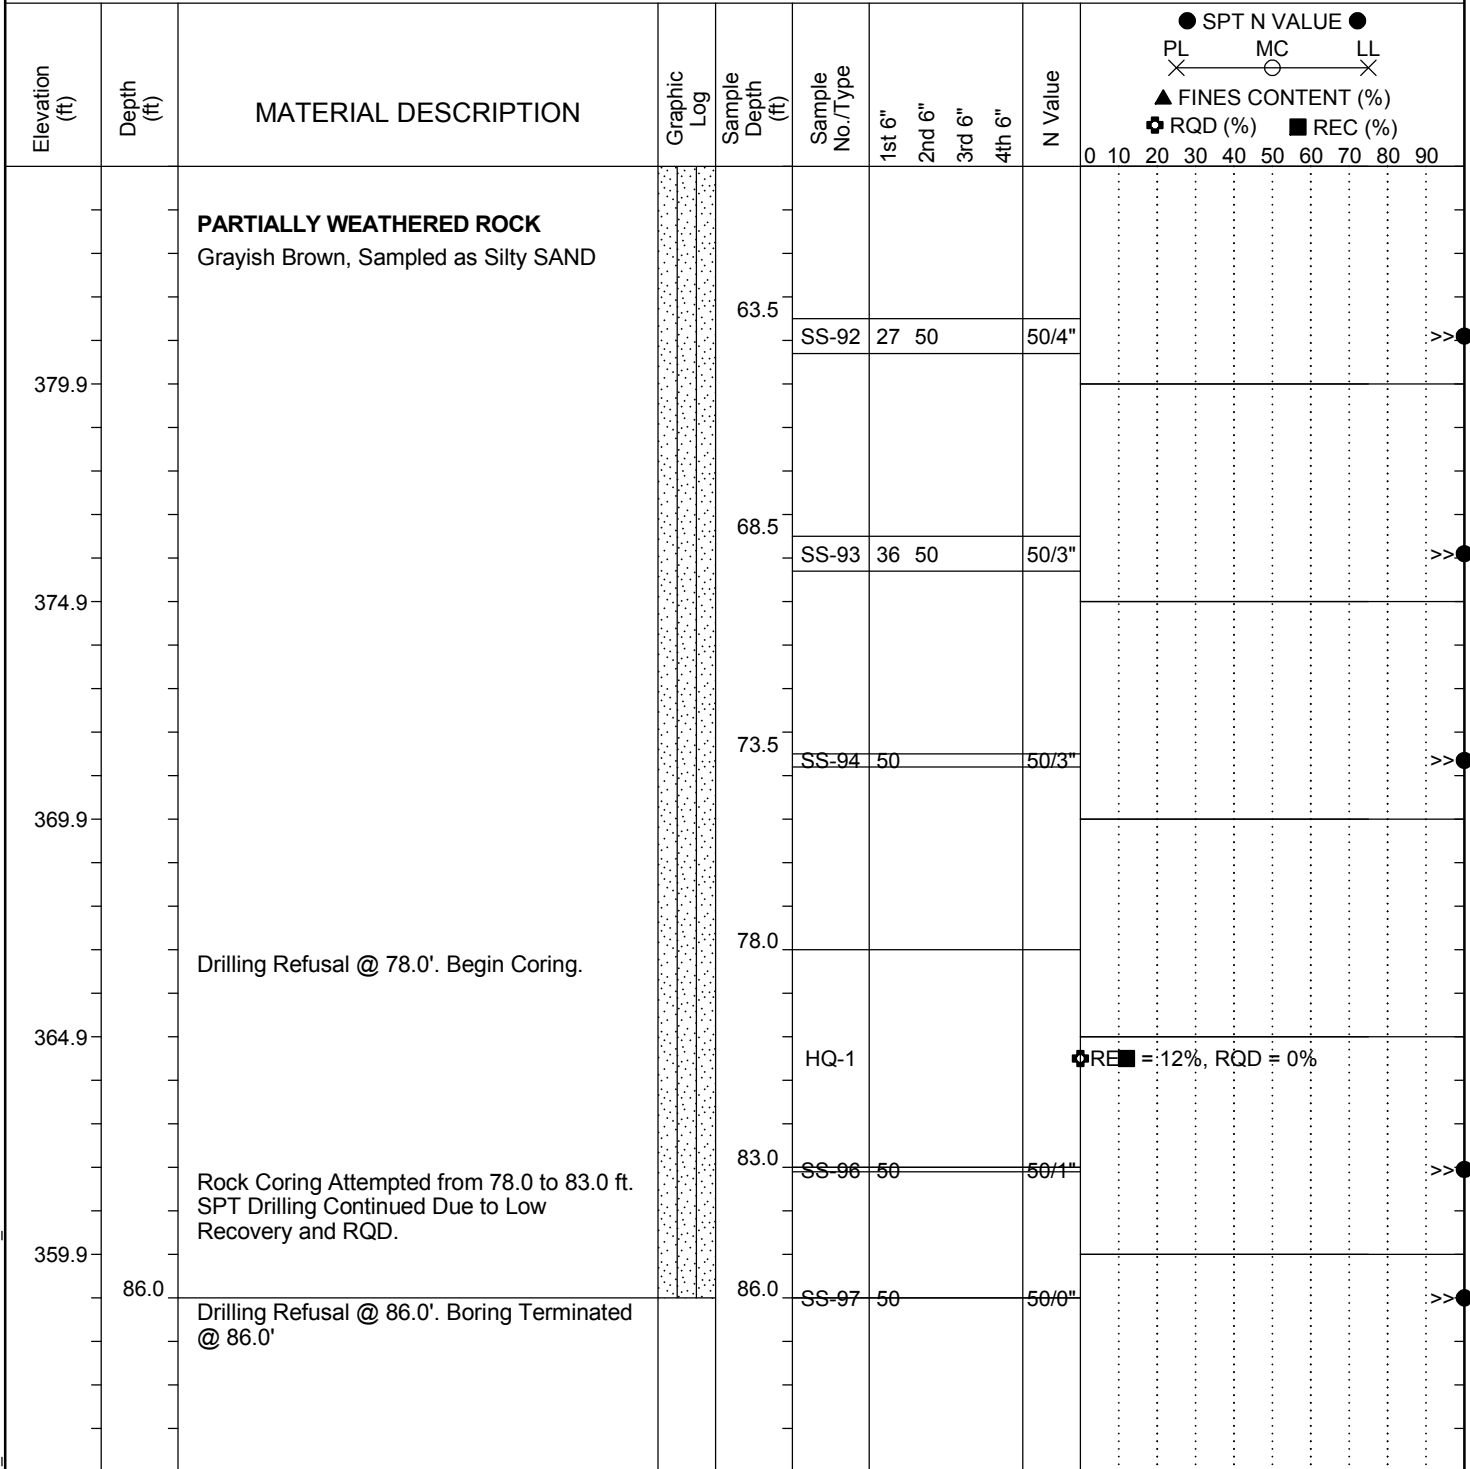 ● SPT N VALUE ●
PL MC LL
▲ FINES CONTENT (%)
RQD (%) ■ REC (%)
Elevation (ft)
Depth (ft)
MATERIAL DESCRIPTION
Graphic Log
Sample Depth (ft)
Sample No./Type
1st 6"
2nd 6"
3rd 6"
4th 6"
N Value
0 10 20 30 40 50 60 70 80 90
PARTIALLY WEATHERED ROCK
Grayish Brown, Sampled as Silty SAND
63.5
SS-92 27 50 50/4" >>
379.9
68.5
SS-93 36 50 50/3" >>
374.9
73.5
SS-94 50 50/3" >>
369.9
78.0
Drilling Refusal @ 78.0'. Begin Coring.
364.9
HQ-1 RE■ = 12%, RQD = 0%
83.0
SS-96 50 50/1" >>
Rock Coring Attempted from 78.0 to 83.0 ft.
SPT Drilling Continued Due to Low
Recovery and RQD.
359.9
86.0 86.0
SS-97 50 50/0" >>
Drilling Refusal @ 86.0'. Boring Terminated
@ 86.0'